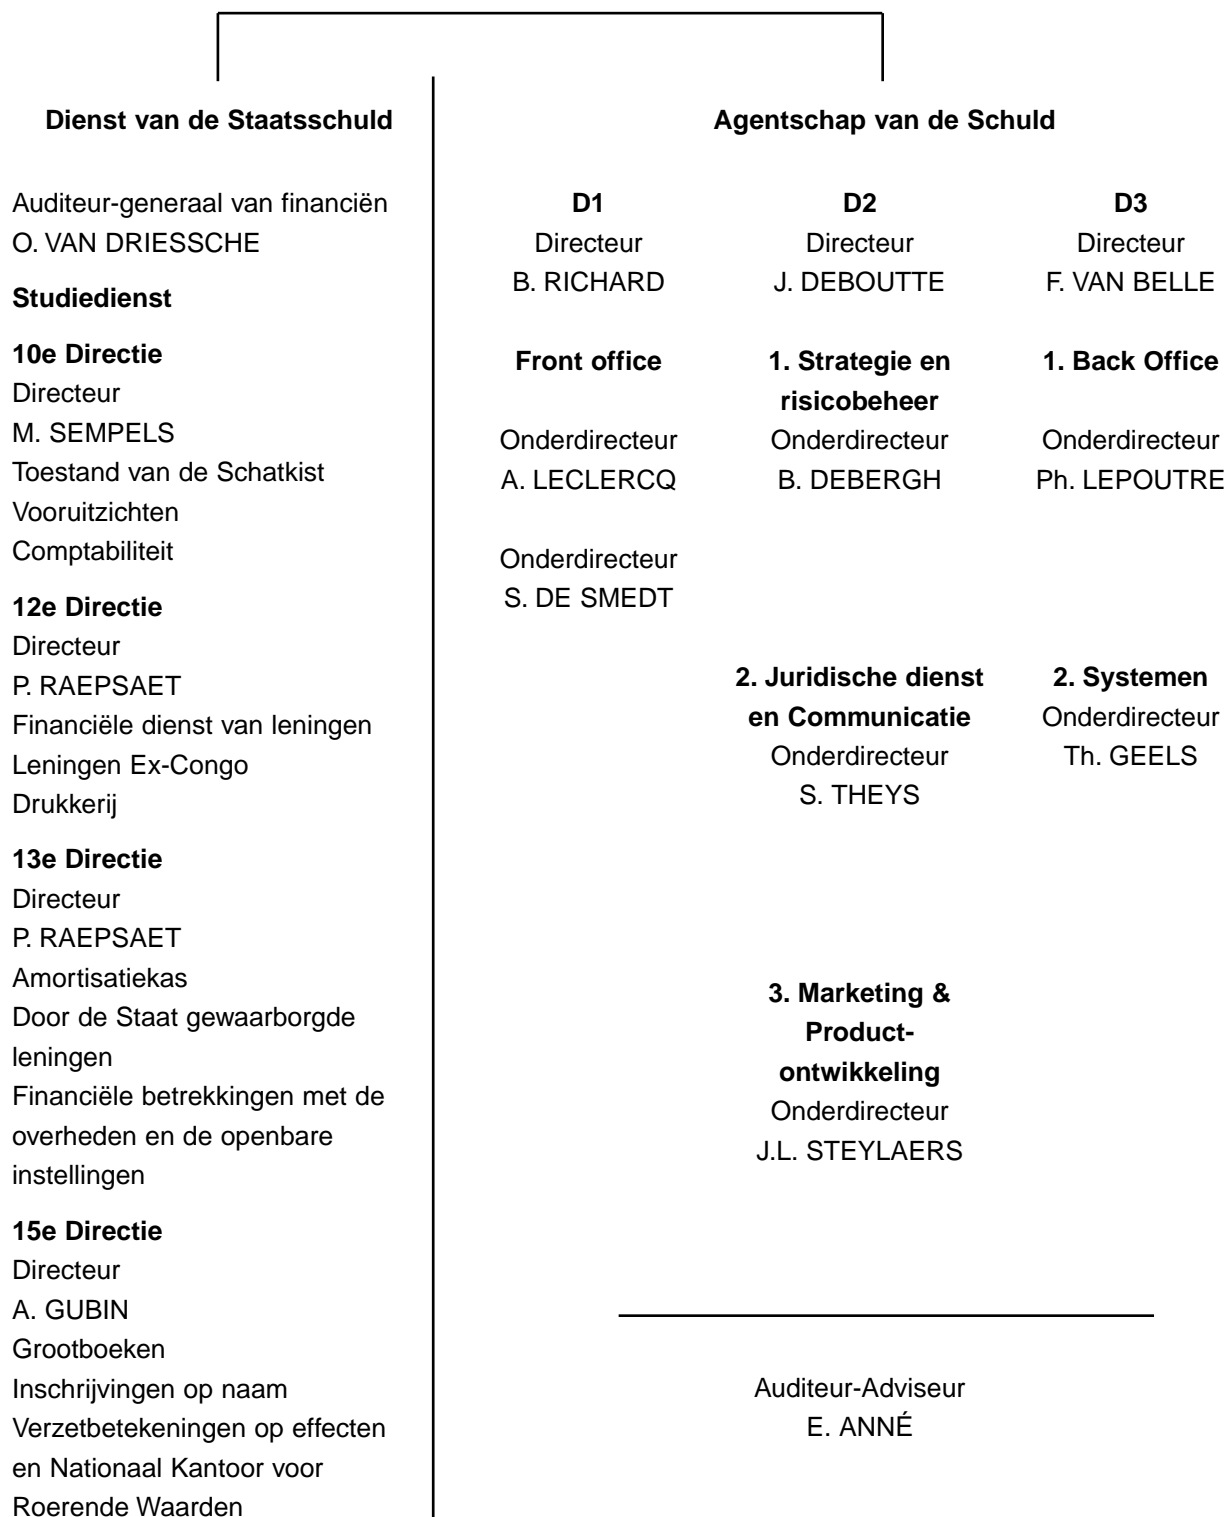 Dienst van de Staatsschuld
Auditeur-generaal van financiën
O. VAN DRIESSCHE
Studiedienst
10e Directie
Directeur
M. SEMPELS
Toestand van de Schatkist
Vooruitzichten
Comptabiliteit
12e Directie
Directeur
P. RAEPSAET
Financiële dienst van leningen
Leningen Ex-Congo
Drukkerij
13e Directie
Directeur
P. RAEPSAET
Amortisatiekas
Door de Staat gewaarborgde
leningen
Financiële betrekkingen met de
overheden en de openbare
instellingen
15e Directie
Directeur
A. GUBIN
Grootboeken
Inschrijvingen op naam
Verzetbetekeningen op effecten
en Nationaal Kantoor voor
Roerende Waarden
Agentschap van de Schuld
D1
Directeur
B. RICHARD
Front office
Onderdirecteur
A. LECLERCQ
Onderdirecteur
S. DE SMEDT
D2
Directeur
J. DEBOUTTE
1. Strategie en
risicobeheer
Onderdirecteur
B. DEBERGH
2. Juridische dienst
en Communicatie
Onderdirecteur
S. THEYS
3. Marketing &
Product-
ontwikkeling
Onderdirecteur
J.L. STEYLAERS
D3
Directeur
F. VAN BELLE
1. Back Office
Onderdirecteur
Ph. LEPOUTRE
2. Systemen
Onderdirecteur
Th. GEELS
Auditeur-Adviseur
E. ANNÉ